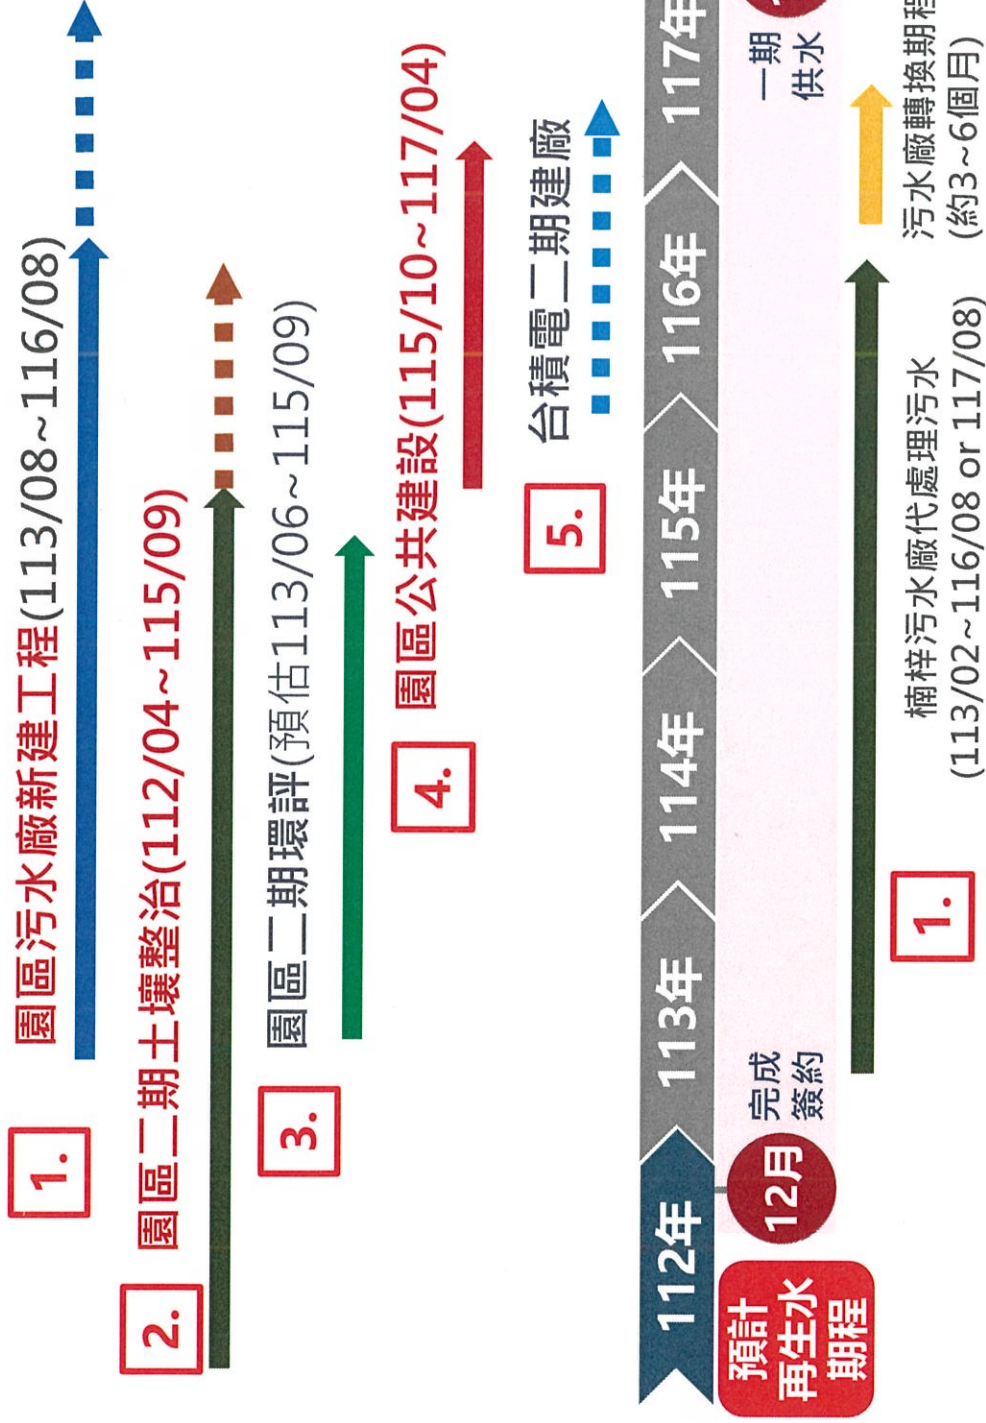 1.
園區污水廠新建工程(113/08~116/08)
2.
園區二期土壤整治(112/04~115/09)
3.
園區二期環評(預估113/06~115/09)
4.
園區公共建設(115/10~117/04)
5.
台積電二期建廠
112年 113年 114年 115年 116年 117年
預計
再生水
期程
12月
完成
簽約
一期
供水
1.
楠梓污水廠代處理污水
(113/02~116/08 or 117/08)
污水廠轉換期程
(約3~6個月)